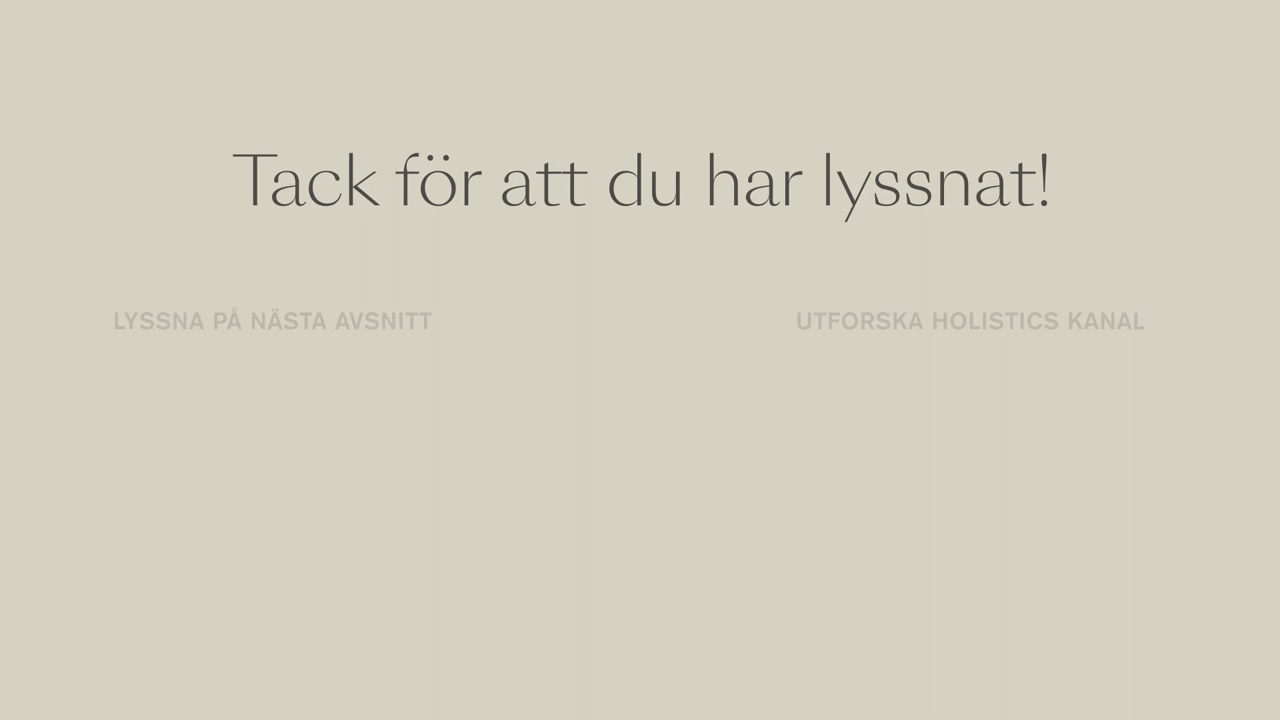 Tack för att du har lyssnat!
LYSSNA PÅ NÄSTA AVSNITT
UTFORSKA HOLISTICS KANAL